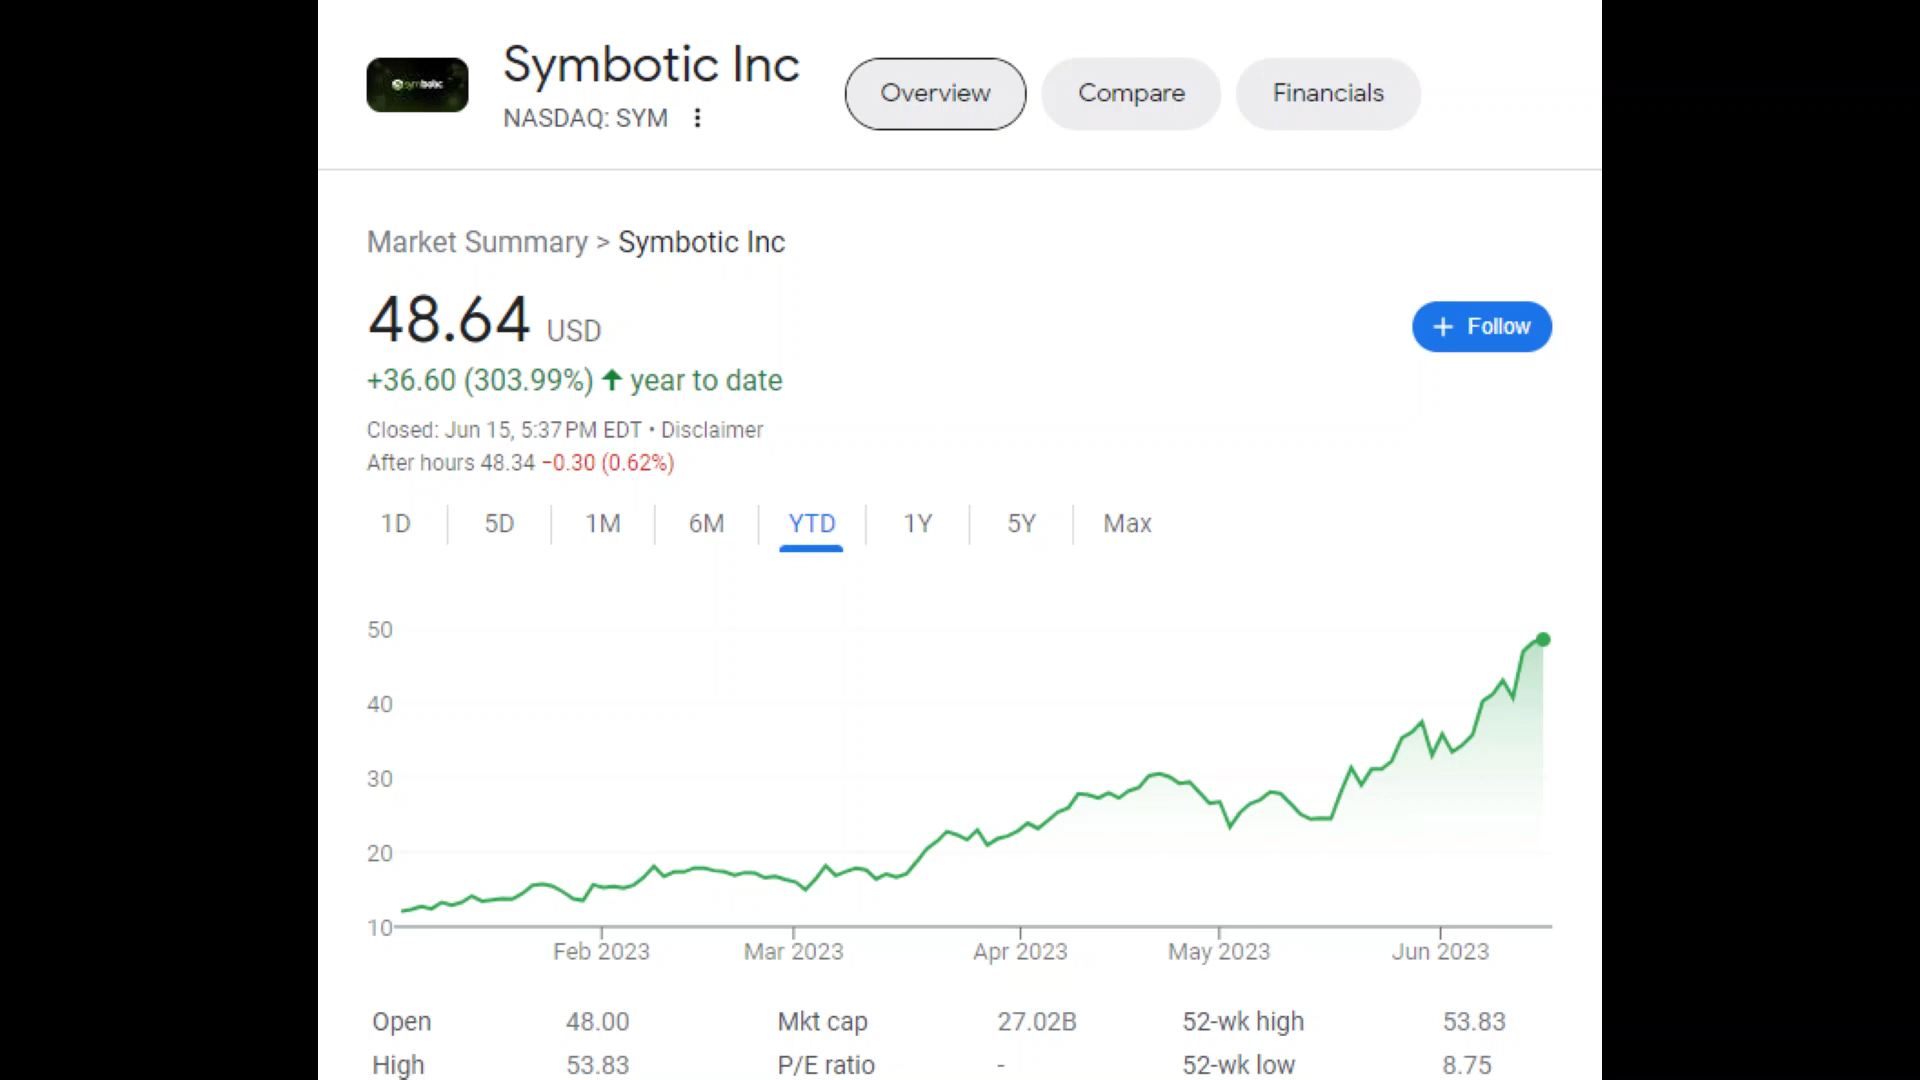 symbotic
Symbotic Inc
NASDAQ: SYM
Overview
Compare
Financials
Market Summary > Symbotic Inc
48.64 USD
+ Follow
+36.60 (303.99%) year to date
Closed: Jun 15, 5:37 PM EDT • Disclaimer
After hours 48.34 −0.30 (0.62%)
1D 5D 1M 6M YTD 1Y 5Y Max
50
40
30
20
10
Feb 2023 Mar 2023 Apr 2023 May 2023 Jun 2023
Open 48.00 Mkt cap 27.02B 52-wk high 53.83
High 53.83 P/E ratio - 52-wk low 8.75